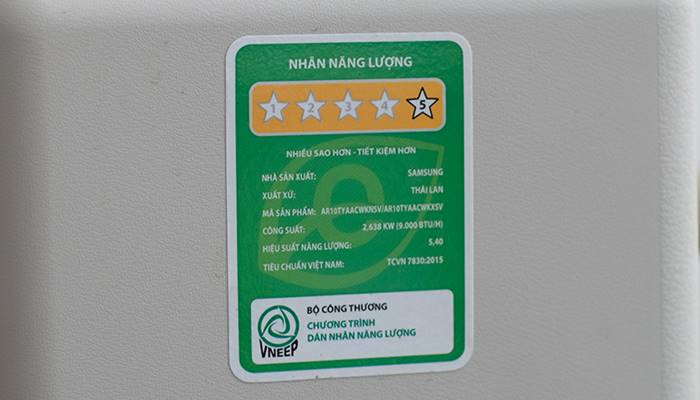 NHÃN NĂNG LƯỢNG
1 2 3 4 5
NHIỀU SAO HƠN - TIẾT KIỆM HƠN
NHÀ SẢN XUẤT: SAMSUNG
XUẤT XỨ: THÁI LAN
MÃ SẢN PHẨM: AR10TYAACWKNSV/AR10TYAACWKXSV
CÔNG SUẤT: 2,638 KW (9.000 BTU/H)
HIỆU SUẤT NĂNG LƯỢNG: 5,40
TIÊU CHUẨN VIỆT NAM: TCVN 7830:2015
BỘ CÔNG THƯƠNG
CHƯƠNG TRÌNH
DÁN NHÃN NĂNG LƯỢNG
VNEEP